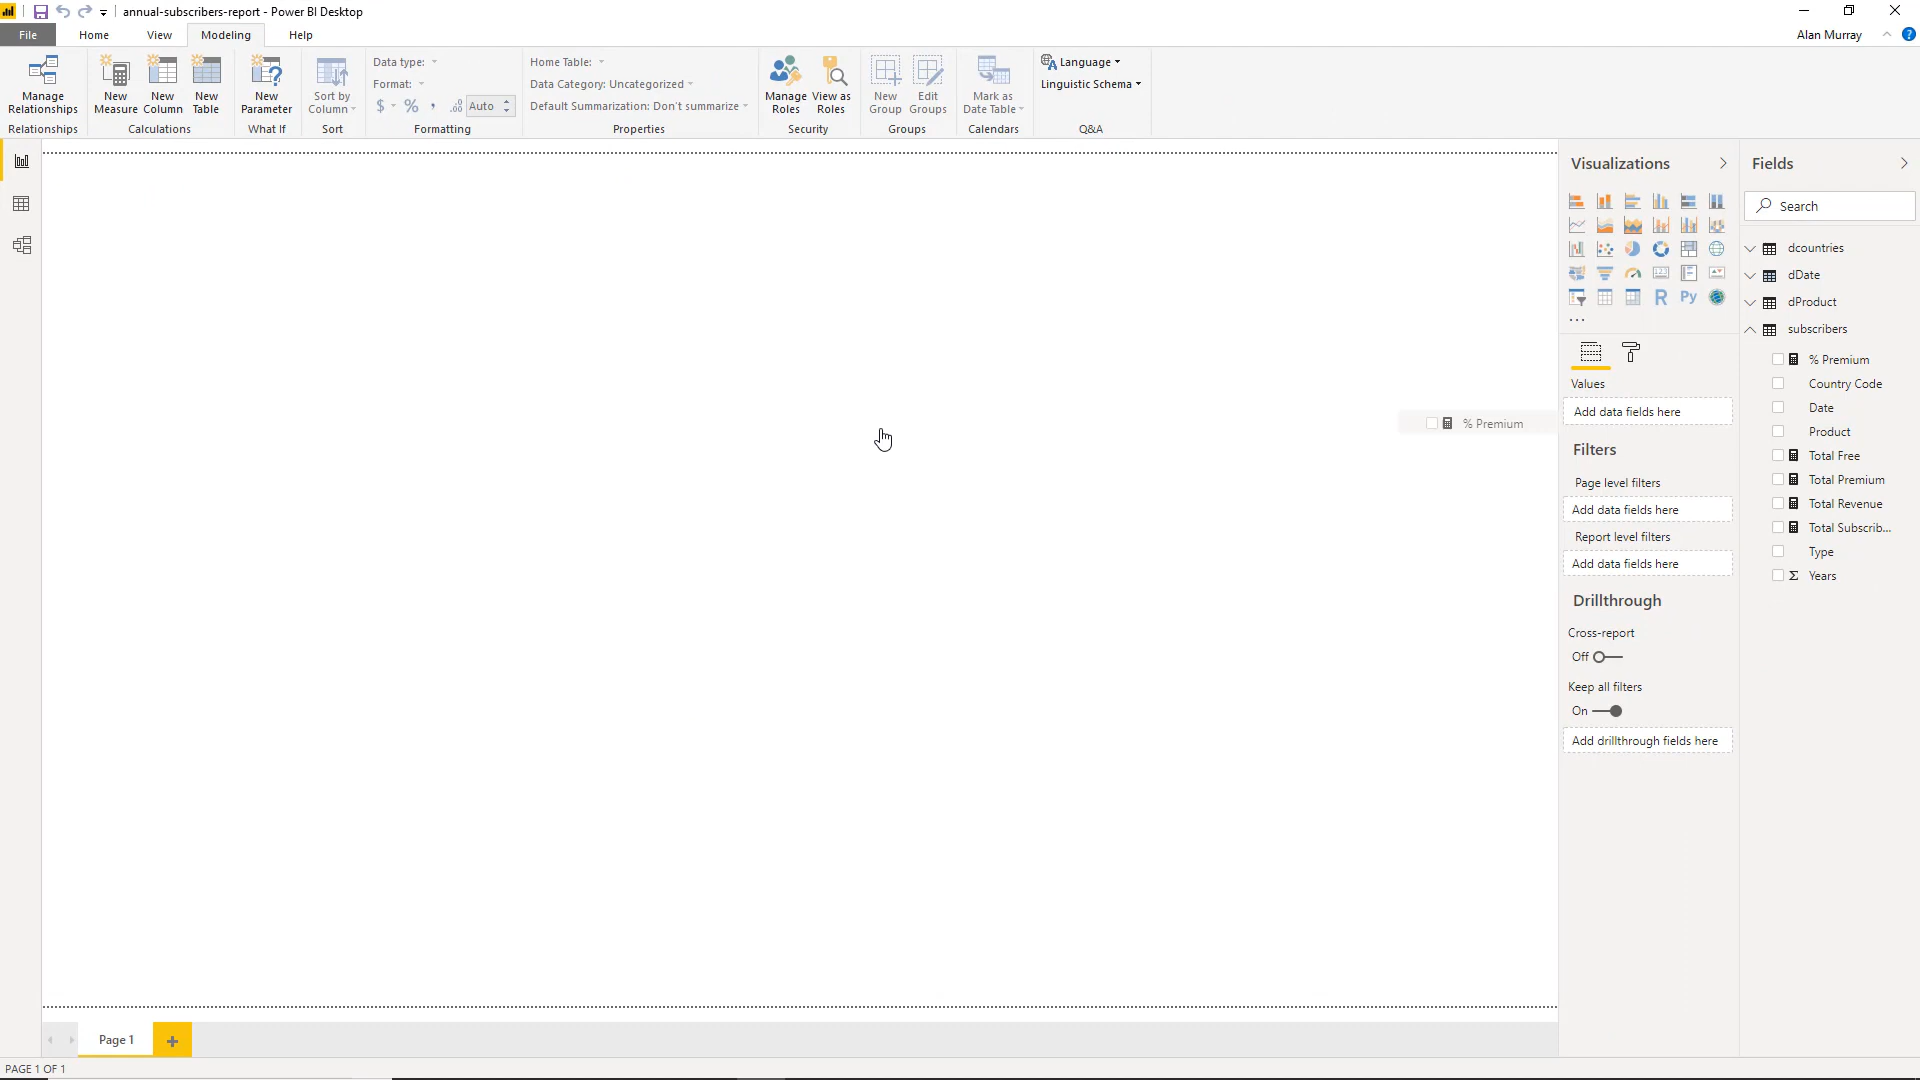 annual-subscribers-report - Power BI Desktop
File Home View Modeling Help
Alan Murray
Manage Relationships
New Measure
New Column
New Table
New Parameter
Sort by Column
Data type:
Format:
$ % , .00 Auto
Home Table:
Data Category: Uncategorized
Default Summarization: Don't summarize
Manage Roles
View as Roles
New Group
Edit Groups
Mark as Date Table
Language
Linguistic Schema
Relationships Calculations What If Sort Formatting Properties Security Groups Calendars Q&A
Visualizations
R Py
...
Values
Add data fields here
Filters
Page level filters
Add data fields here
Report level filters
Add data fields here
Drillthrough
Cross-report
Off
Keep all filters
On
Add drillthrough fields here
Fields
Search
dcountries
dDate
dProduct
subscribers
% Premium
Country Code
Date
Product
Total Free
Total Premium
Total Revenue
Total Subscrib...
Type
Σ Years
% Premium
Page 1
PAGE 1 OF 1